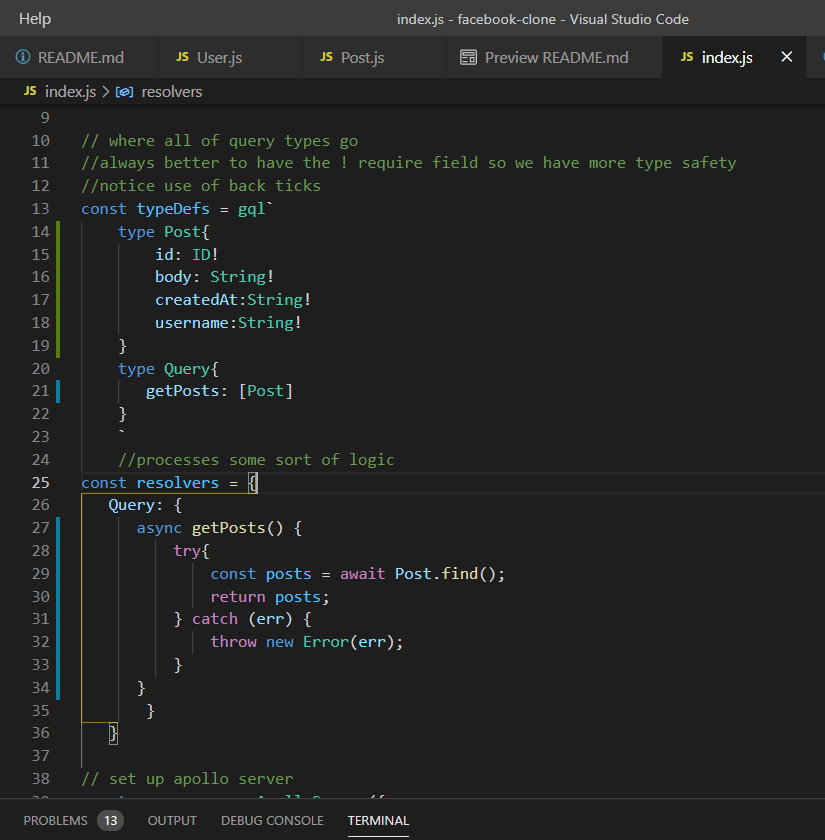 Help index.js - facebook-clone - Visual Studio Code
README.md JS User.js JS Post.js Preview README.md JS index.js
JS index.js > resolvers
9
10 // where all of query types go
11 //always better to have the ! require field so we have more type safety
12 //notice use of back ticks
13 const typeDefs = gql`
14 type Post{
15 id: ID!
16 body: String!
17 createdAt:String!
18 username:String!
19 }
20 type Query{
21 getPosts: [Post]
22 }
23 `
24 //processes some sort of logic
25 const resolvers = {
26 Query: {
27 async getPosts() {
28 try{
29 const posts = await Post.find();
30 return posts;
31 } catch (err) {
32 throw new Error(err);
33 }
34 }
35 }
36 }
37
38 // set up apollo server
PROBLEMS 13 OUTPUT DEBUG CONSOLE TERMINAL